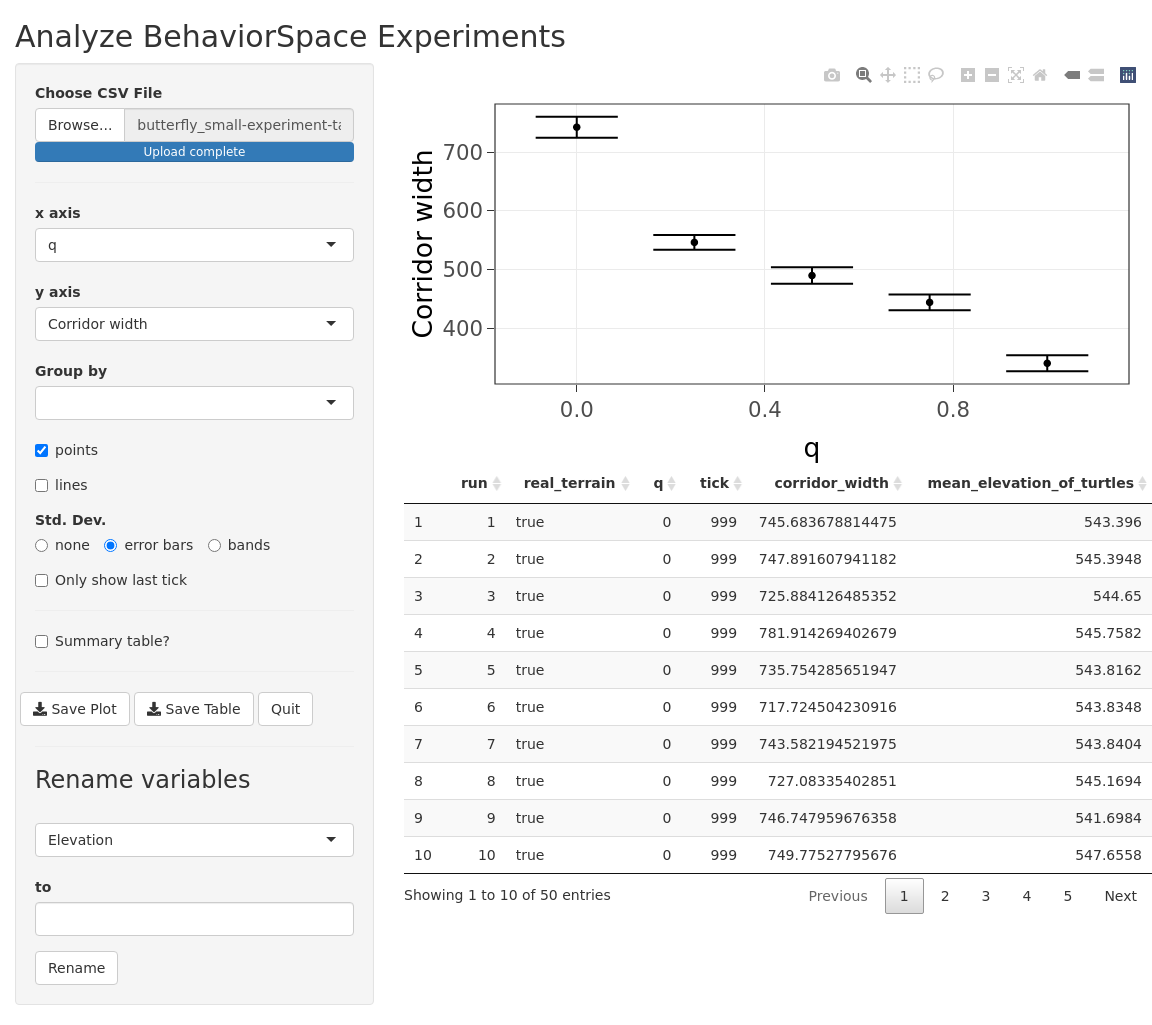 Analyze BehaviorSpace Experiments
Choose CSV File
Browse... butterfly_small-experiment-ta
Upload complete
x axis
q
y axis
Corridor width
Group by
points
lines
Std. Dev.
none error bars bands
Only show last tick
Summary table?
Save Plot Save Table Quit
Rename variables
Elevation
to
Rename
Corridor width
700
600
500
400
0.0 0.4 0.8
q
run real_terrain q tick corridor_width mean_elevation_of_turtles
1 1 true 0 999 745.683678814475 543.396
2 2 true 0 999 747.891607941182 545.3948
3 3 true 0 999 725.884126485352 544.65
4 4 true 0 999 781.914269402679 545.7582
5 5 true 0 999 735.754285651947 543.8162
6 6 true 0 999 717.724504230916 543.8348
7 7 true 0 999 743.582194521975 543.8404
8 8 true 0 999 727.08335402851 545.1694
9 9 true 0 999 746.747959676358 541.6984
10 10 true 0 999 749.77527795676 547.6558
Showing 1 to 10 of 50 entries Previous 1 2 3 4 5 Next